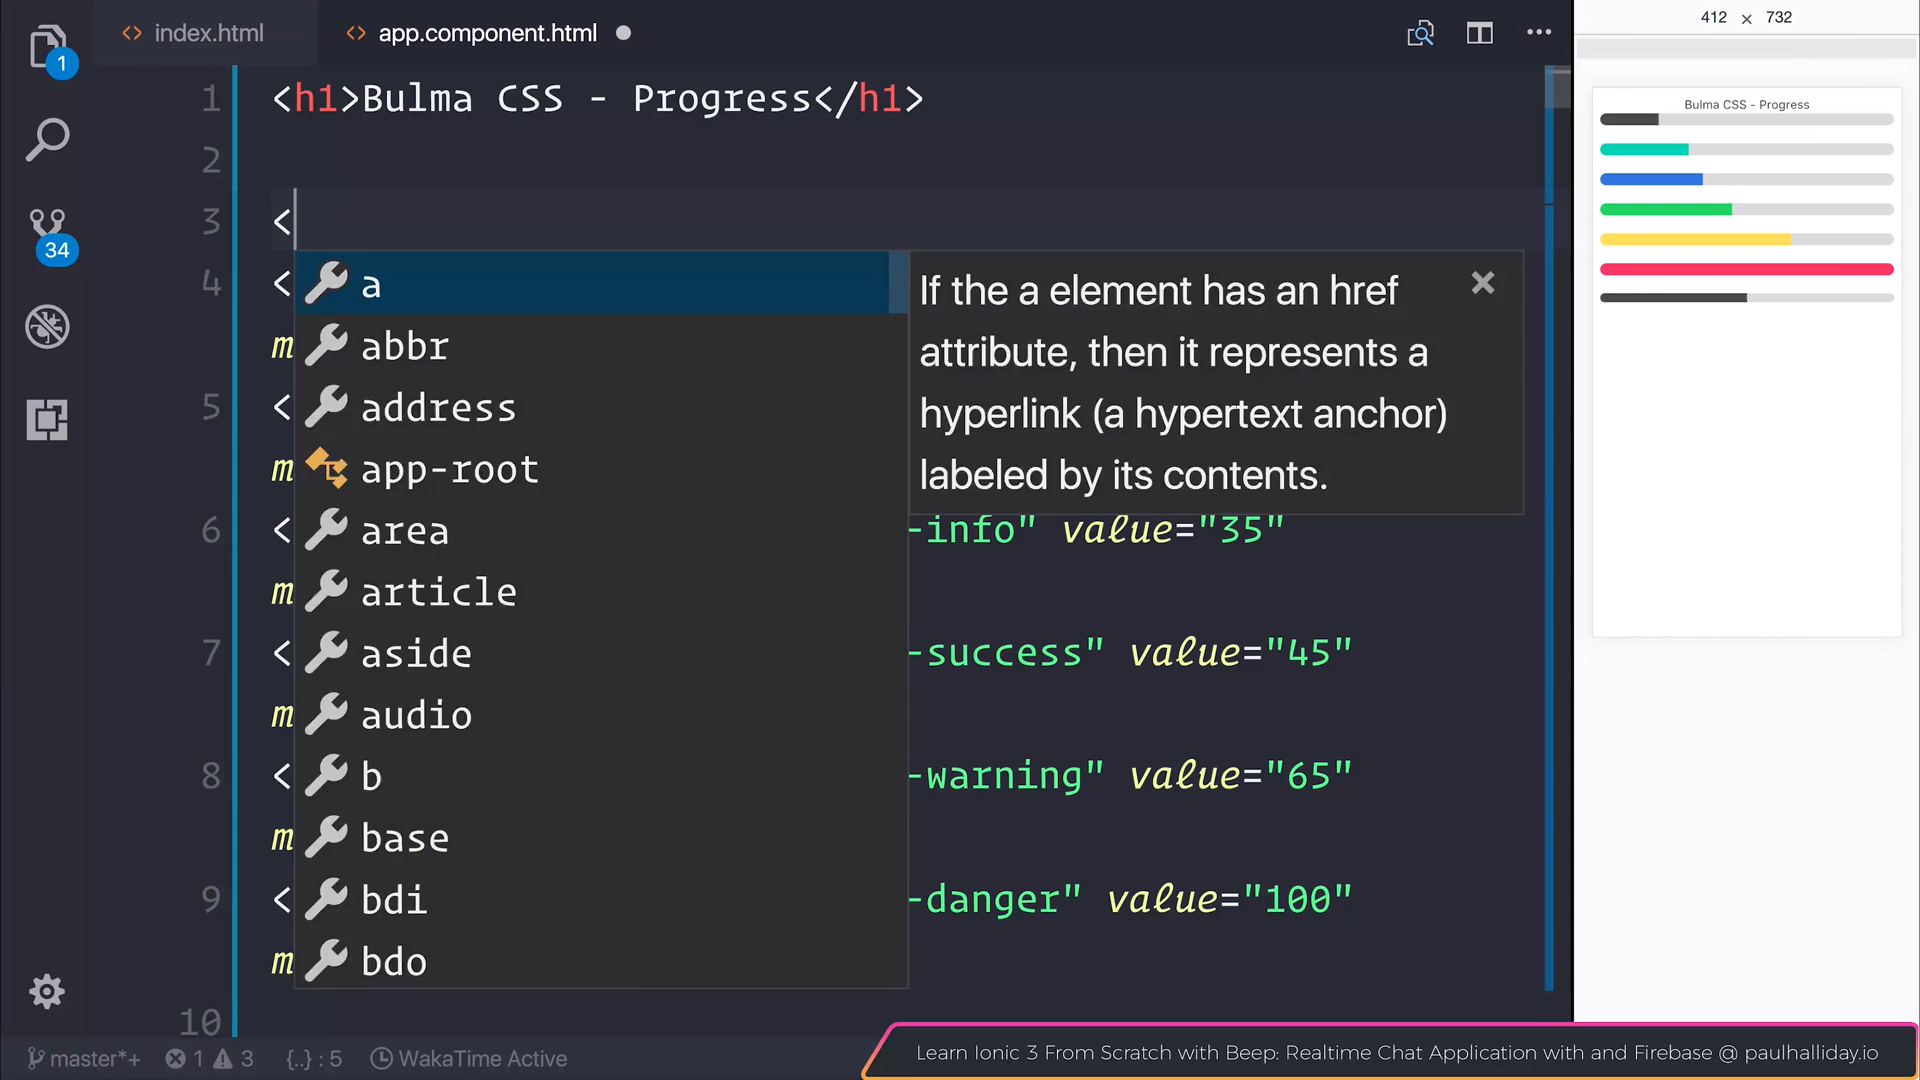 index.html
app.component.html
412 × 732
1
34
1 <h1>Bulma CSS - Progress</h1>
2
3 <
4 <
m
5 <
m
6 < -info" value="35"
m
7 < -success" value="45"
m
8 < -warning" value="65"
m
9 < -danger" value="100"
m
10
a
abbr
address
app-root
area
article
aside
audio
b
base
bdi
bdo
If the a element has an href
attribute, then it represents a
hyperlink (a hypertext anchor)
labeled by its contents.
Bulma CSS - Progress
master*+ 1 3 {..} : 5 WakaTime Active
Learn Ionic 3 From Scratch with Beep: Realtime Chat Application with and Firebase @ paulhalliday.io